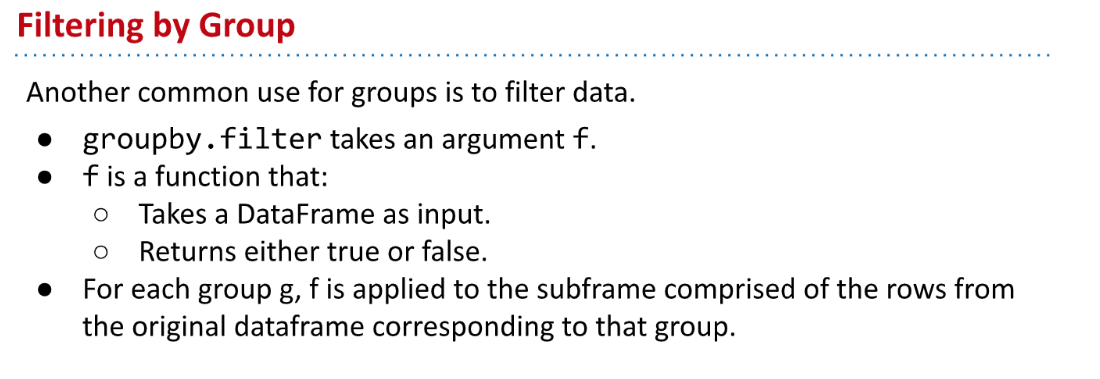 Filtering by Group
Another common use for groups is to filter data.
● groupby.filter takes an argument f.
● f is a function that:
○ Takes a DataFrame as input.
○ Returns either true or false.
● For each group g, f is applied to the subframe comprised of the rows from
the original dataframe corresponding to that group.